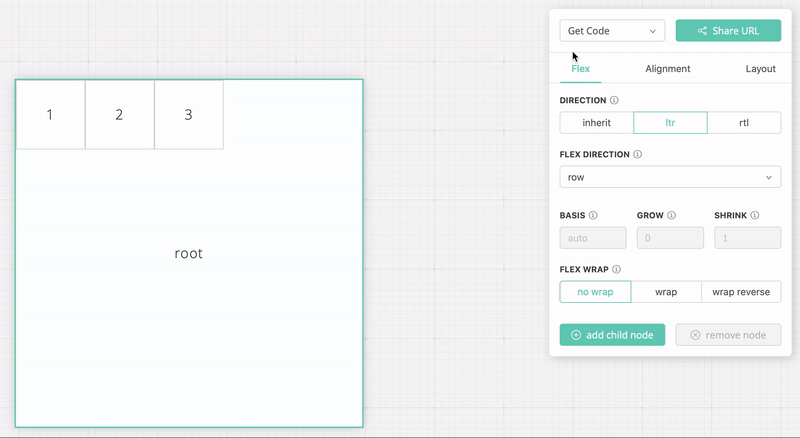 1 2 3
root
Get Code
Share URL
Flex Alignment Layout
DIRECTION
inherit ltr rtl
FLEX DIRECTION
row
BASIS GROW SHRINK
auto 0 1
FLEX WRAP
no wrap wrap wrap reverse
add child node remove node